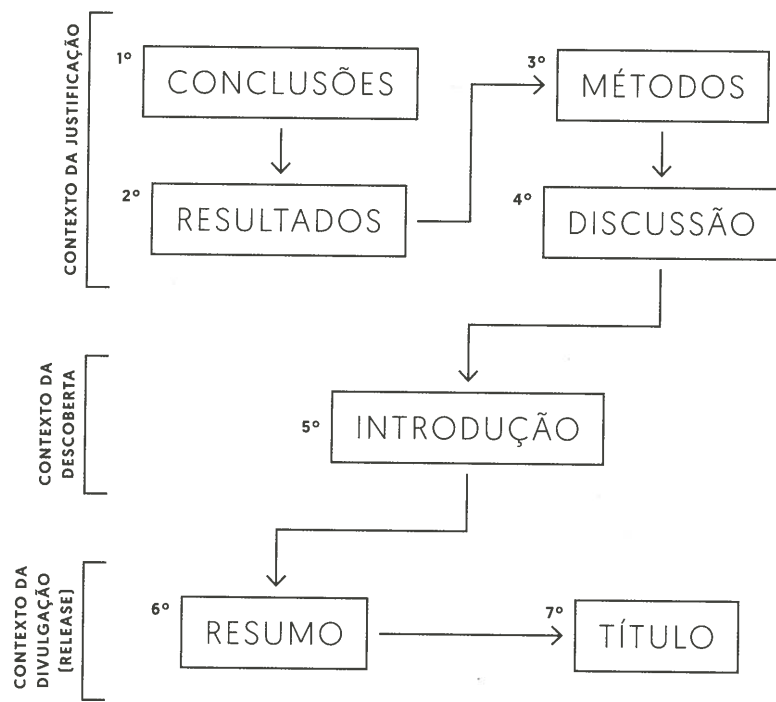 CONTEXTO DA JUSTIFICAÇÃO
1º
CONCLUSÕES
2º
RESULTADOS
3º
MÉTODOS
4º
DISCUSSÃO
CONTEXTO DA
DESCOBERTA
5º
INTRODUÇÃO
CONTEXTO DA
DIVULGAÇÃO
[RELEASE]
6º
RESUMO
7º
TÍTULO